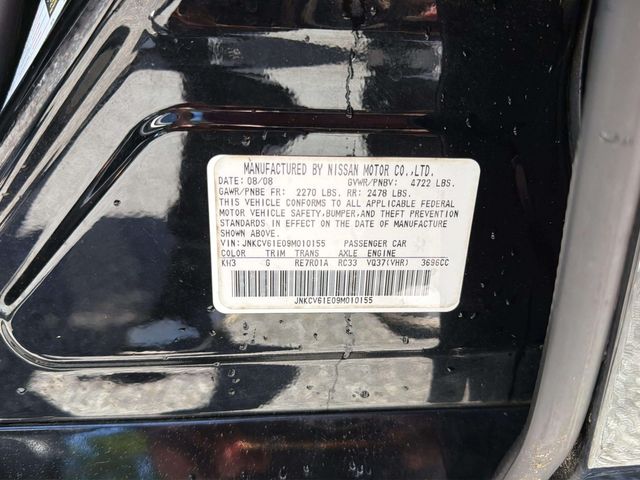 MANUFACTURED BY NISSAN MOTOR CO.,LTD.
DATE: 08/08 GVWR/PNBV: 4722 LBS.
GAWR/PNBE FR: 2270 LBS. RR: 2478 LBS.
THIS VEHICLE CONFORMS TO ALL APPLICABLE FEDERAL
MOTOR VEHICLE SAFETY,BUMPER,AND THEFT PREVENTION
STANDARDS IN EFFECT ON THE DATE OF MANUFACTURE
SHOWN ABOVE.
VIN: JNKCV61E09M010155 PASSENGER CAR
COLOR TRIM TRANS AXLE ENGINE
KH3 G RE7R01A RC33 VQ37(VHR) 3696CC
JNKCV61E09M010155